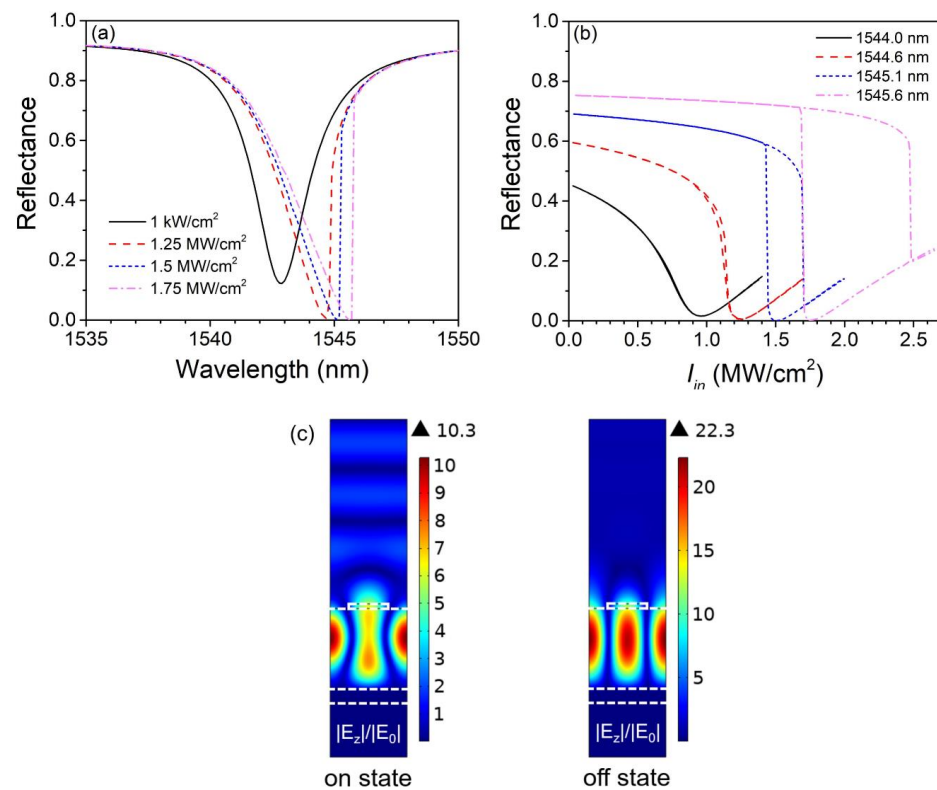 (a)
1.0
0.8
0.6
0.4
0.2
0.0
Reflectance
1 kW/cm²
1.25 MW/cm²
1.5 MW/cm²
1.75 MW/cm²
1535
1540
1545
1550
Wavelength (nm)
(b)
1.0
0.8
0.6
0.4
0.2
0.0
Reflectance
1544.0 nm
1544.6 nm
1545.1 nm
1545.6 nm
0.0
0.5
1.0
1.5
2.0
2.5
I_in (MW/cm²)
(c)
▲ 10.3
10
9
8
7
6
5
4
3
2
1
|E_z|/|E_0|
on state
▲ 22.3
20
15
10
5
|E_z|/|E_0|
off state